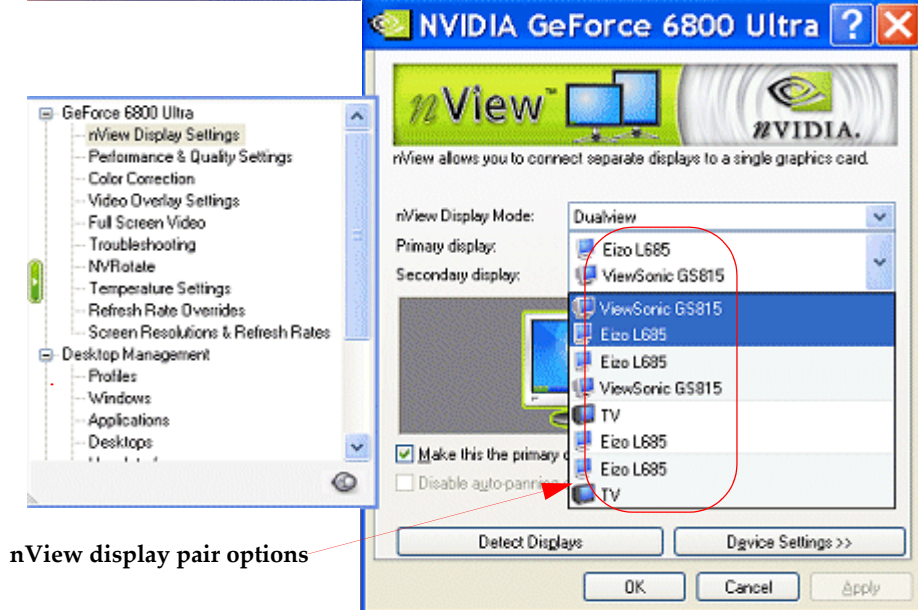 NVIDIA GeForce 6800 Ultra
GeForce 6800 Ultra
nView Display Settings
Performance & Quality Settings
Color Correction
Video Overlay Settings
Full Screen Video
Troubleshooting
NVRotate
Temperature Settings
Refresh Rate Overrides
Screen Resolutions & Refresh Rates
Desktop Management
Profiles
Windows
Applications
Desktops
nView™
NVIDIA.
nView allows you to connect separate displays to a single graphics card.
nView Display Mode: Dualview
Primary display: Eizo L685
Secondary display: ViewSonic GS815
ViewSonic GS815
Eizo L685
Eizo L685
ViewSonic GS815
TV
Eizo L685
Eizo L685
TV
Make this the primary
Disable auto-panning
Detect Displays
Device Settings >>
OK
Cancel
Apply
nView display pair options